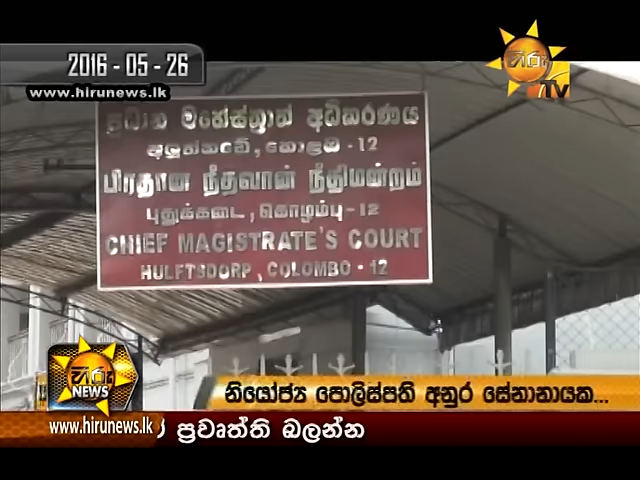 2016 - 05 - 26
www.hirunews.lk
හිරු
TV
ප්‍රධාන මහේස්ත්‍රාත් අධිකරණය
අලුත්කඩේ, කොළඹ - 12
பிரதான நீதவான் நீதிமன்றம்
புதுக்கடை, கொழும்பு - 12
CHIEF MAGISTRATE'S COURT
HULFTSDORP, COLOMBO - 12
හිරු
NEWS
නියෝජ්‍ය පොලිස්පති අනුර සේනානායක...
www.hirunews.lk
ප්‍රවෘත්ති බලන්න